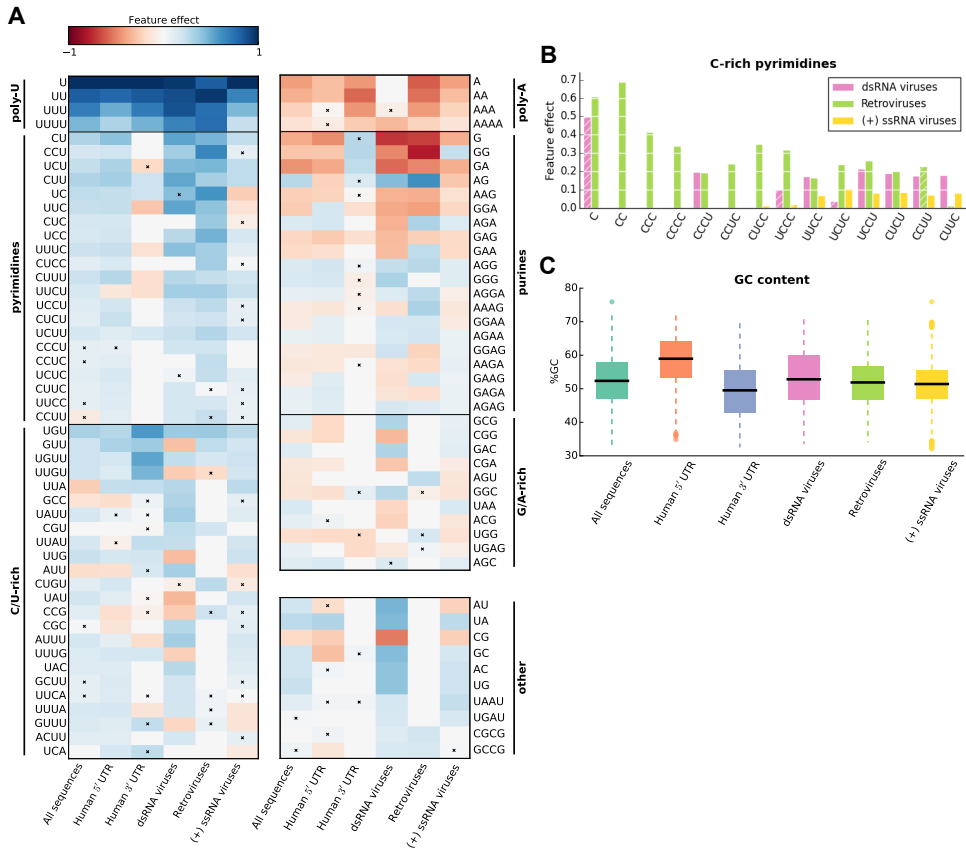 A
Feature effect
−1
1
poly-U
U
UU
UUU
UUUU
pyrimidines
CU
CCU
UCU
CUU
UC
UUC
CUC
UCC
UUUC
CUCC
CUUU
UUCU
UCCU
CUCU
UCUU
CCCU
CCUC
UCUC
CUUC
UUCC
CCUU
C/U-rich
UGU
GUU
UGUU
UUGU
UUA
GCC
UAUU
CGU
UUAU
UUG
AUU
CUGU
UAU
CCG
CGC
AUUU
UUUG
UAC
GCUU
UUCA
UUUA
GUUU
ACUU
UCA
All sequences
Human 5′ UTR
Human 3′ UTR
dsRNA viruses
Retroviruses
(+) ssRNA viruses
A
AA
AAA
AAAA
poly-A
G
GG
GA
AG
AAG
GGA
AGA
GAG
GAA
AGG
GGG
AGGA
AAAG
GGAA
AGAA
GGAG
AAGA
GAAG
GAGA
AGAG
purines
GCG
CGG
GAC
CGA
AGU
GGC
UAA
ACG
UGG
UGAG
AGC
G/A-rich
AU
UA
CG
GC
AC
UG
UAAU
UGAU
CGCG
GCCG
other
All sequences
Human 5′ UTR
Human 3′ UTR
dsRNA viruses
Retroviruses
(+) ssRNA viruses
B
C-rich pyrimidines
Feature effect
0.7
0.6
0.5
0.4
0.3
0.2
0.1
0.0
dsRNA viruses
Retroviruses
(+) ssRNA viruses
C
CC
CCC
CCCC
CCCU
CCUC
CUCC
UCCC
UUCC
UCUC
UCCU
CUCU
CCUU
CUUC
C
GC content
%GC
80
70
60
50
40
30
All sequences
Human 5′ UTR
Human 3′ UTR
dsRNA viruses
Retroviruses
(+) ssRNA viruses